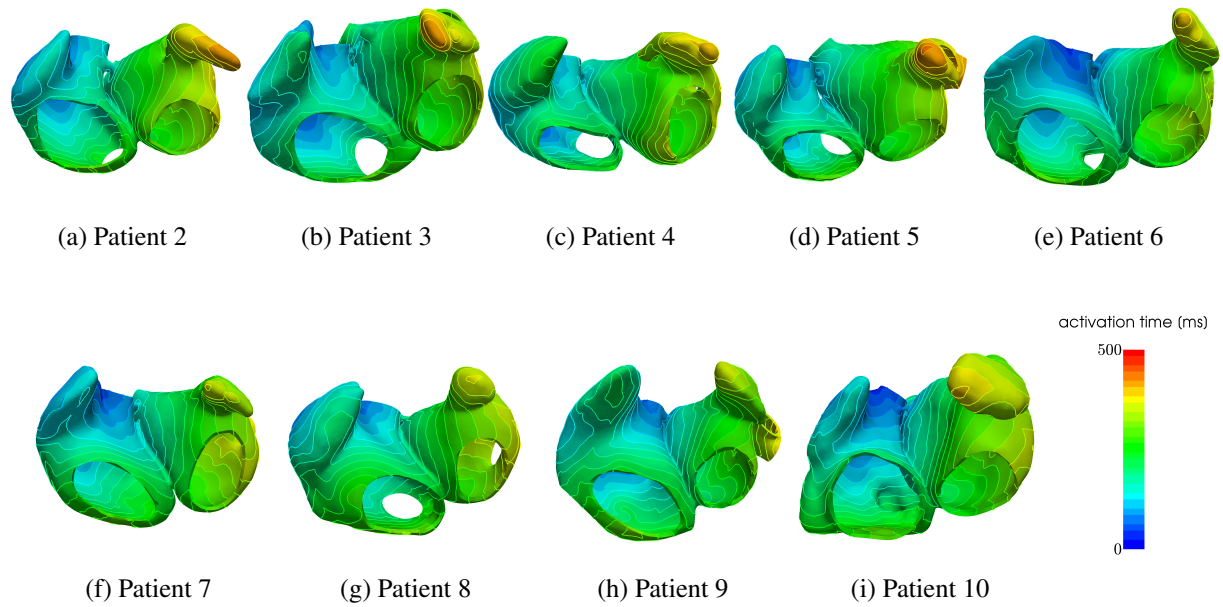 (a) Patient 2
(b) Patient 3
(c) Patient 4
(d) Patient 5
(e) Patient 6
activation time (ms)
500
0
(f) Patient 7
(g) Patient 8
(h) Patient 9
(i) Patient 10